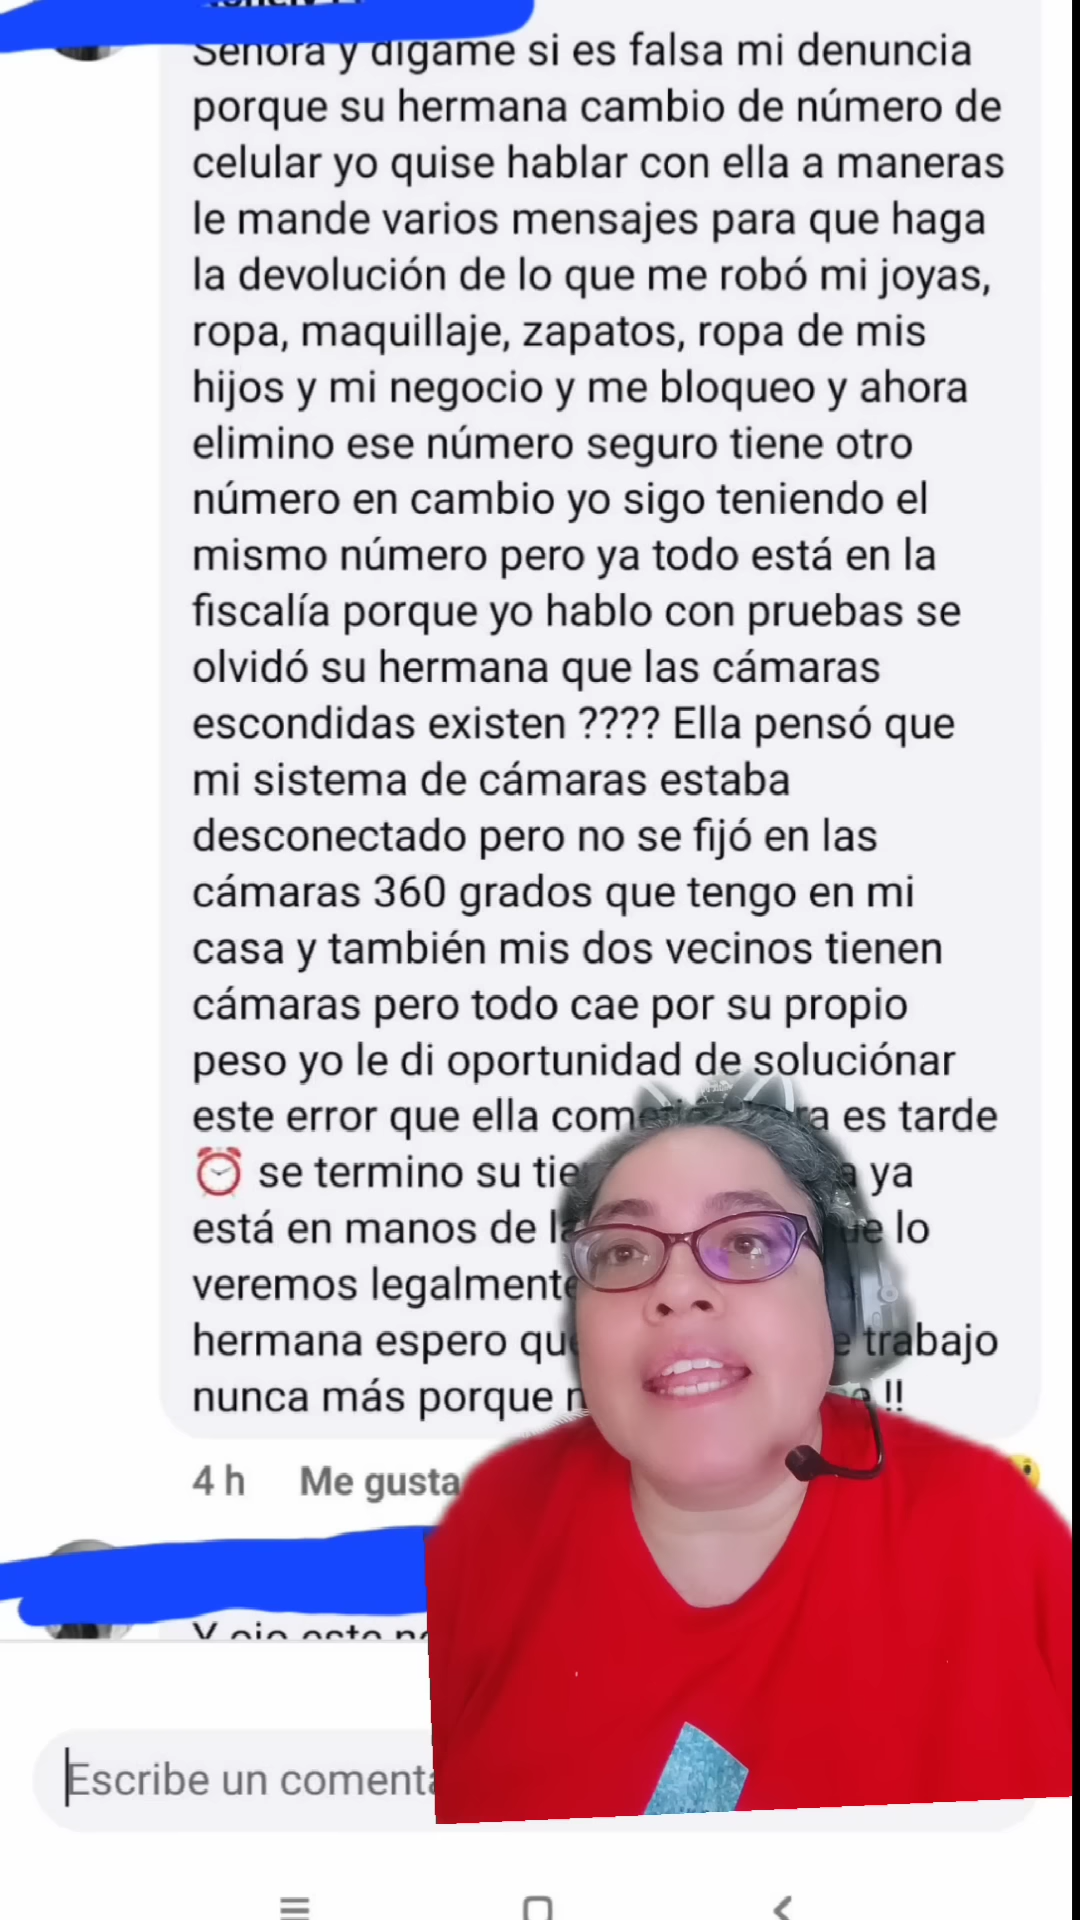 Señora y dígame si es falsa mi denuncia
porque su hermana cambio de número de
celular yo quise hablar con ella a maneras
le mande varios mensajes para que haga
la devolución de lo que me robó mi joyas,
ropa, maquillaje, zapatos, ropa de mis
hijos y mi negocio y me bloqueo y ahora
elimino ese número seguro tiene otro
número en cambio yo sigo teniendo el
mismo número pero ya todo está en la
fiscalía porque yo hablo con pruebas se
olvidó su hermana que las cámaras
escondidas existen ???? Ella pensó que
mi sistema de cámaras estaba
desconectado pero no se fijó en las
cámaras 360 grados que tengo en mi
casa y también mis dos vecinos tienen
cámaras pero todo cae por su propio
peso yo le di oportunidad de soluciónar
este error que ella es tarde
⏰ se termino su ya
está en manos de lo
veremos legalmente
hermana espero trabajo
nunca más porque !!
4 h Me gusta
Y ojo este
Escribe un